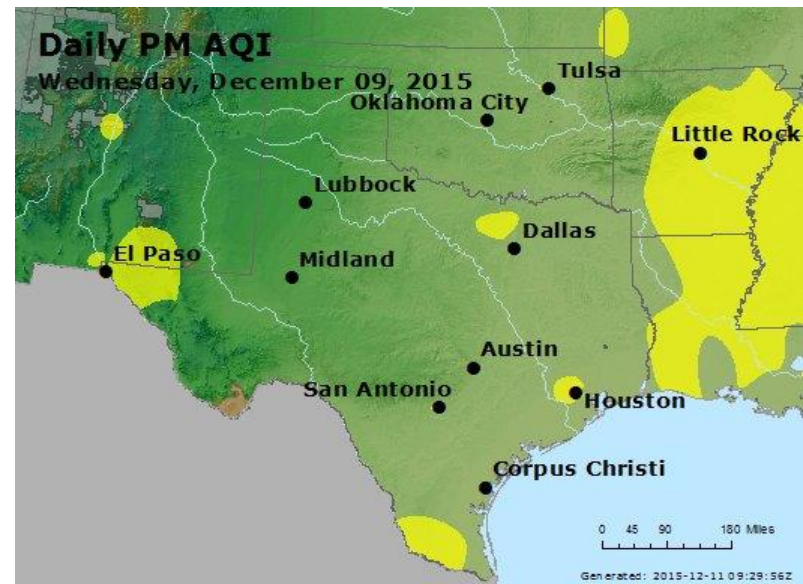 Daily PM AQI
Wednesday, December 09, 2015
Tulsa
Oklahoma City
Little Rock
Lubbock
Dallas
El Paso
Midland
Austin
San Antonio
Houston
Corpus Christi
0 45 90 180 Miles
Generated: 2015-12-11 09:29:56Z